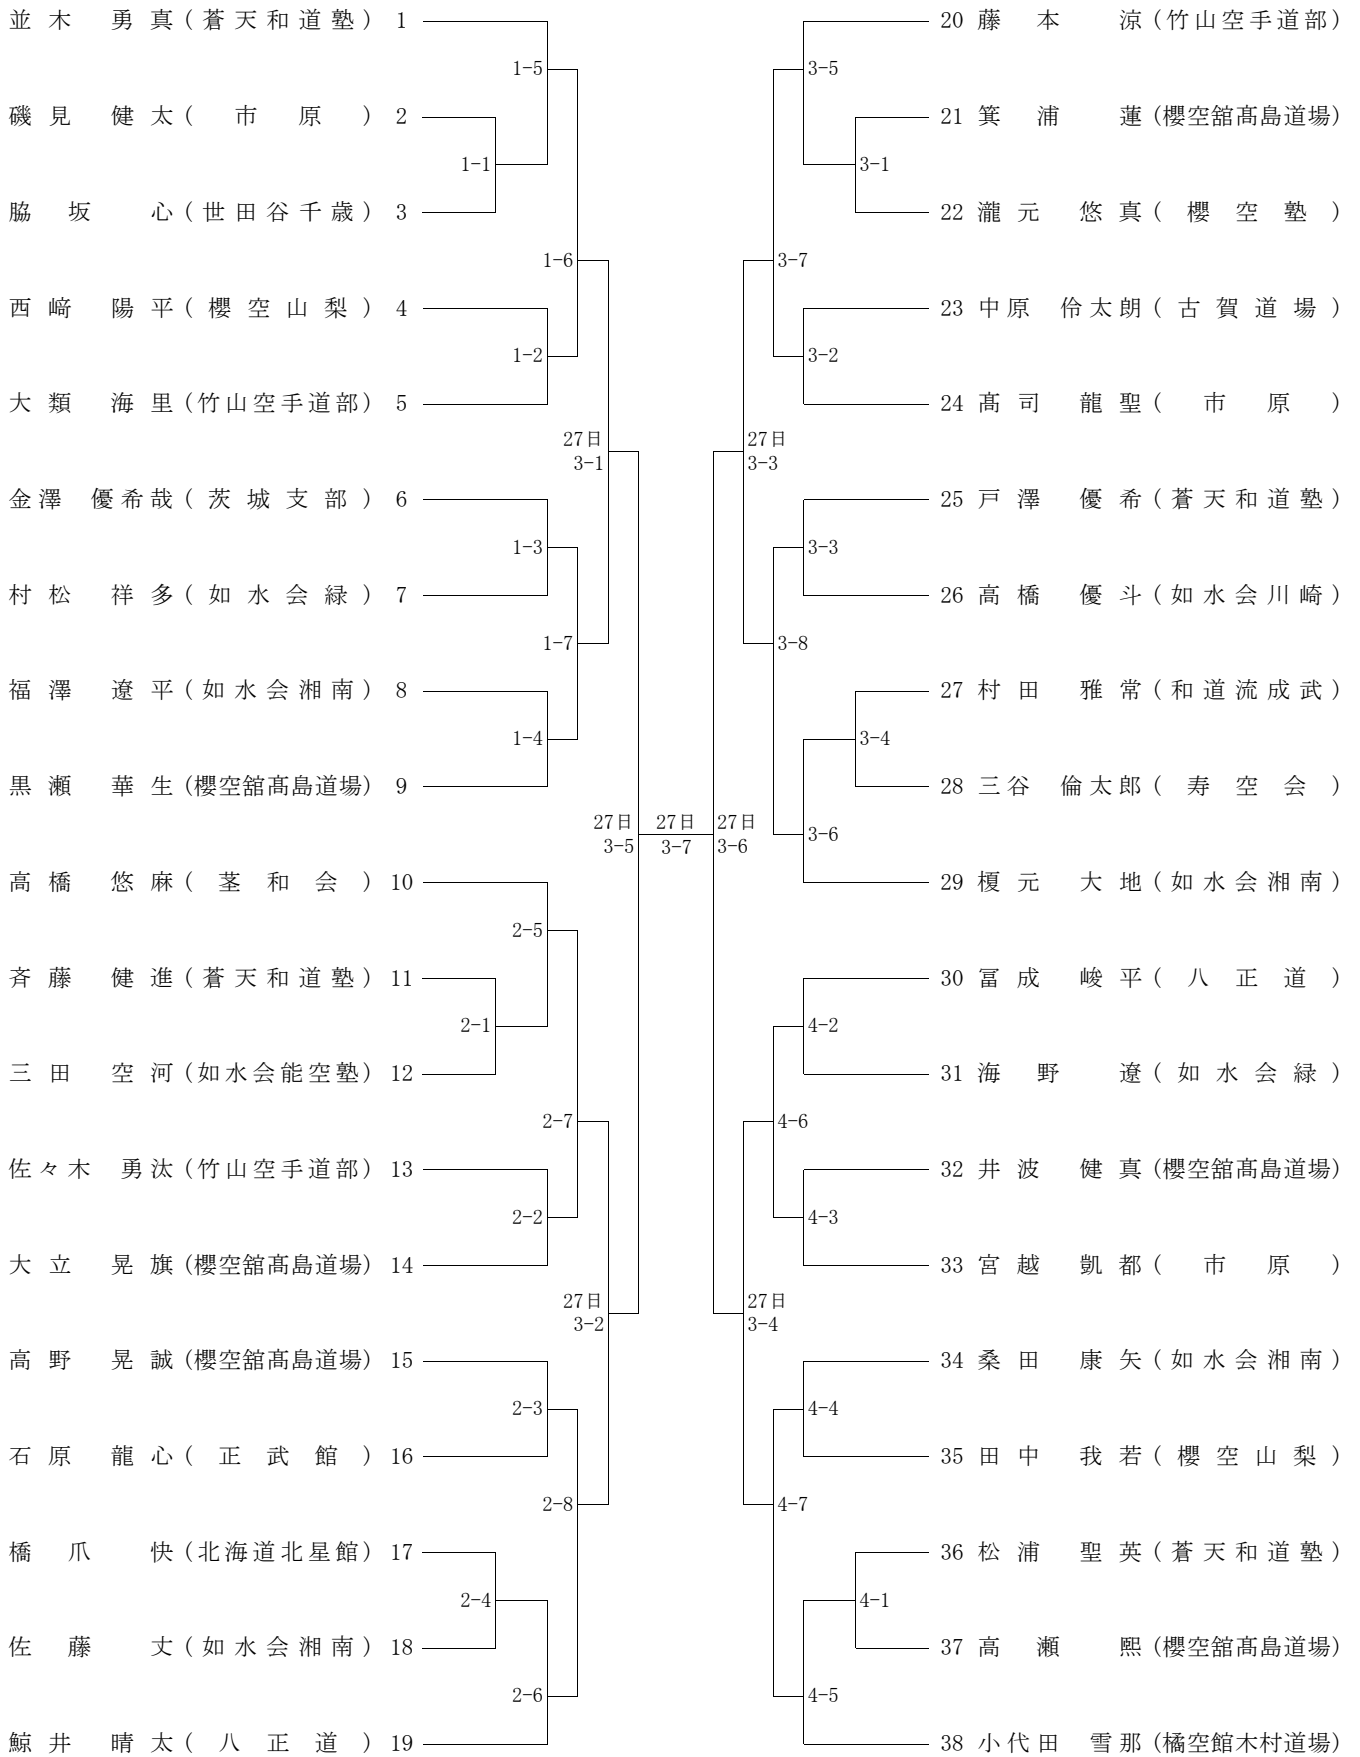 並木 勇真(蒼天和道塾) 1
1-5
磯見 健太(市原) 2
1-1
脇坂 心(世田谷千歳) 3
1-6
西﨑 陽平(櫻空山梨) 4
1-2
大類 海里(竹山空手道部) 5
27日
3-1
金澤 優希哉(茨城支部) 6
1-3
村松 祥多(如水会緑) 7
1-7
福澤 遼平(如水会湘南) 8
1-4
黒瀬 華生(櫻空舘髙島道場) 9
27日
3-5
高橋 悠麻(茎和会) 10
2-5
斉藤 健進(蒼天和道塾) 11
2-1
三田 空河(如水会能空塾) 12
2-7
佐々木 勇汰(竹山空手道部) 13
2-2
大立 晃旗(櫻空舘髙島道場) 14
27日
3-2
高野 晃誠(櫻空舘髙島道場) 15
2-3
石原 龍心(正武館) 16
2-8
橋爪 快(北海道北星館) 17
2-4
佐藤 丈(如水会湘南) 18
2-6
鯨井 晴太(八正道) 19
27日
3-7
20 藤本 涼(竹山空手道部)
3-5
21 箕浦 蓮(櫻空舘髙島道場)
3-1
22 瀧元 悠真(櫻空塾)
3-7
23 中原 伶太朗(古賀道場)
3-2
24 髙司 龍聖(市原)
27日
3-3
25 戸澤 優希(蒼天和道塾)
3-3
26 高橋 優斗(如水会川崎)
3-8
27 村田 雅常(和道流成武)
3-4
28 三谷 倫太郎(寿空会)
27日
3-6
3-6
29 榎元 大地(如水会湘南)
30 冨成 峻平(八正道)
4-2
31 海野 遼(如水会緑)
4-6
32 井波 健真(櫻空舘髙島道場)
4-3
33 宮越 凱都(市原)
27日
3-4
34 桑田 康矢(如水会湘南)
4-4
35 田中 我若(櫻空山梨)
4-7
36 松浦 聖英(蒼天和道塾)
4-1
37 高瀬 熙(櫻空舘髙島道場)
4-5
38 小代田 雪那(橘空館木村道場)